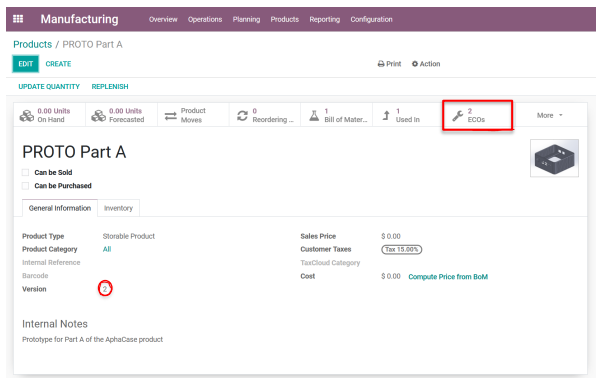 Manufacturing Overview Operations Planning Products Reporting Configuration
Products / PROTO Part A
EDIT CREATE Print Action
UPDATE QUANTITY REPLENISH
0.00 Units On Hand
0.00 Units Forecasted
Product Moves
0 Reordering ...
1 Bill of Mater...
1 Used In
2 ECOs
More
PROTO Part A
Can be Sold
Can be Purchased
General Information Inventory
Product Type Storable Product
Product Category All
Internal Reference
Barcode
Version 2
Sales Price $ 0.00
Customer Taxes Tax 15.00%
TaxCloud Category
Cost $ 0.00 Compute Price from BoM
Internal Notes
Prototype for Part A of the AphaCase product